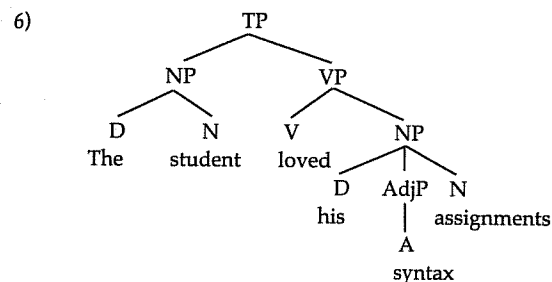 6) TP
NP VP
D N V NP
The student loved
D AdjP N
his assignments
A
syntax